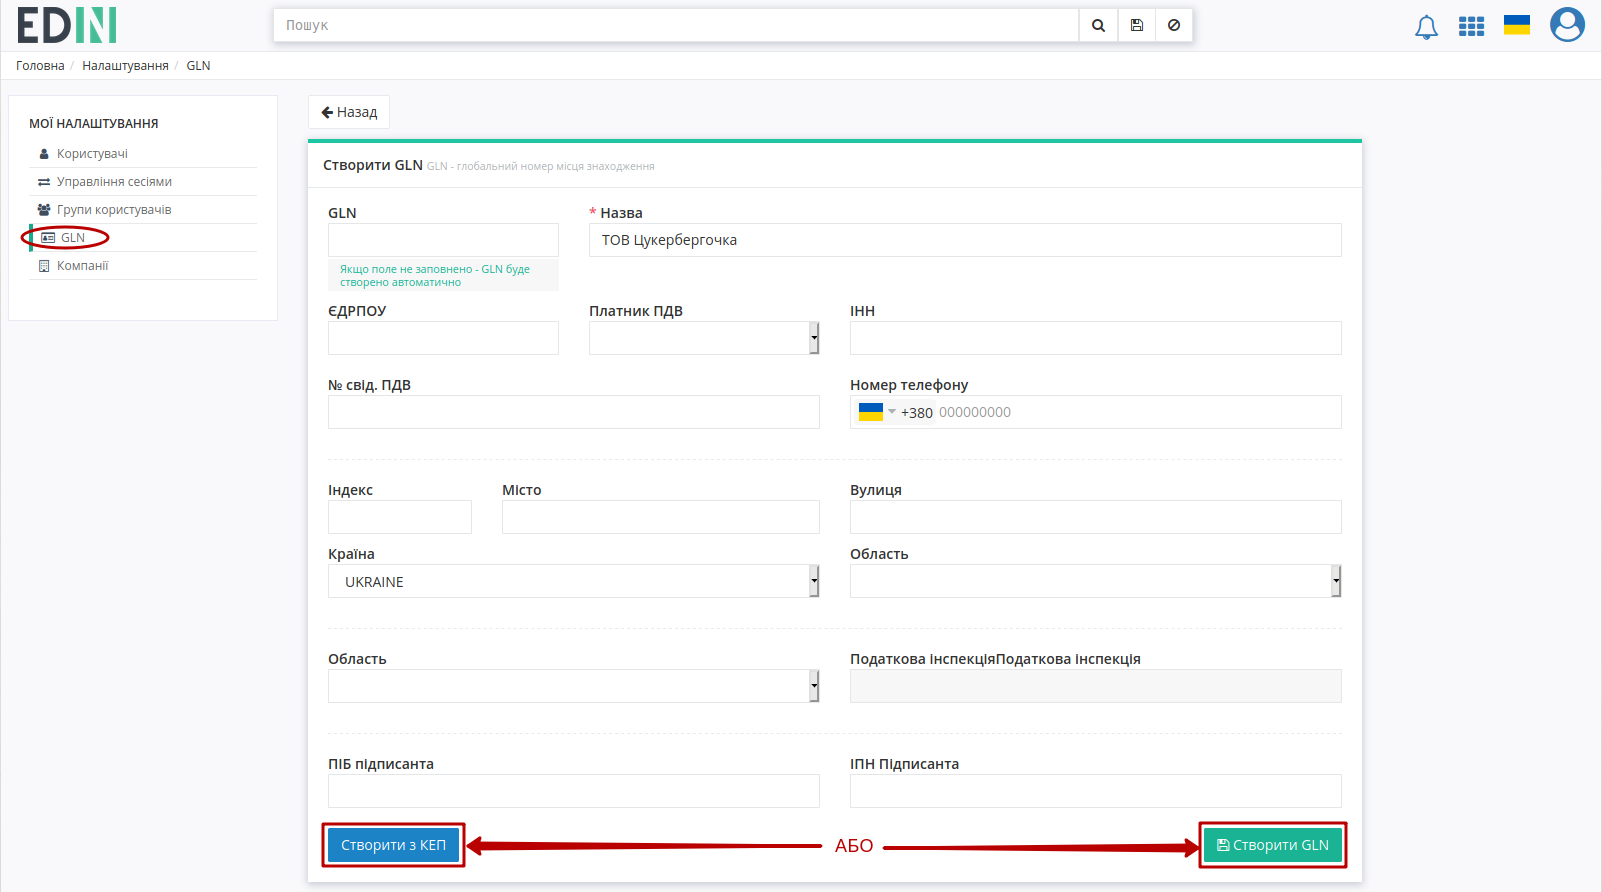 EDIN
Пошук
Головна / Налаштування / GLN
МОЇ НАЛАШТУВАННЯ
Користувачі
Управління сесіями
Групи користувачів
GLN
Компанії
Назад
Створити GLN GLN - глобальний номер місця знаходження
GLN * Назва
ТОВ Цукербергочка
Якщо поле не заповнено - GLN буде
створено автоматично
ЄДРПОУ Платник ПДВ ІНН
№ свід. ПДВ Номер телефону
+380 000000000
Індекс Місто Вулиця
Країна Область
UKRAINE
Область Податкова інспекціяПодаткова інспекція
ПІБ підписанта ІПН Підписанта
Створити з КЕП АБО Створити GLN